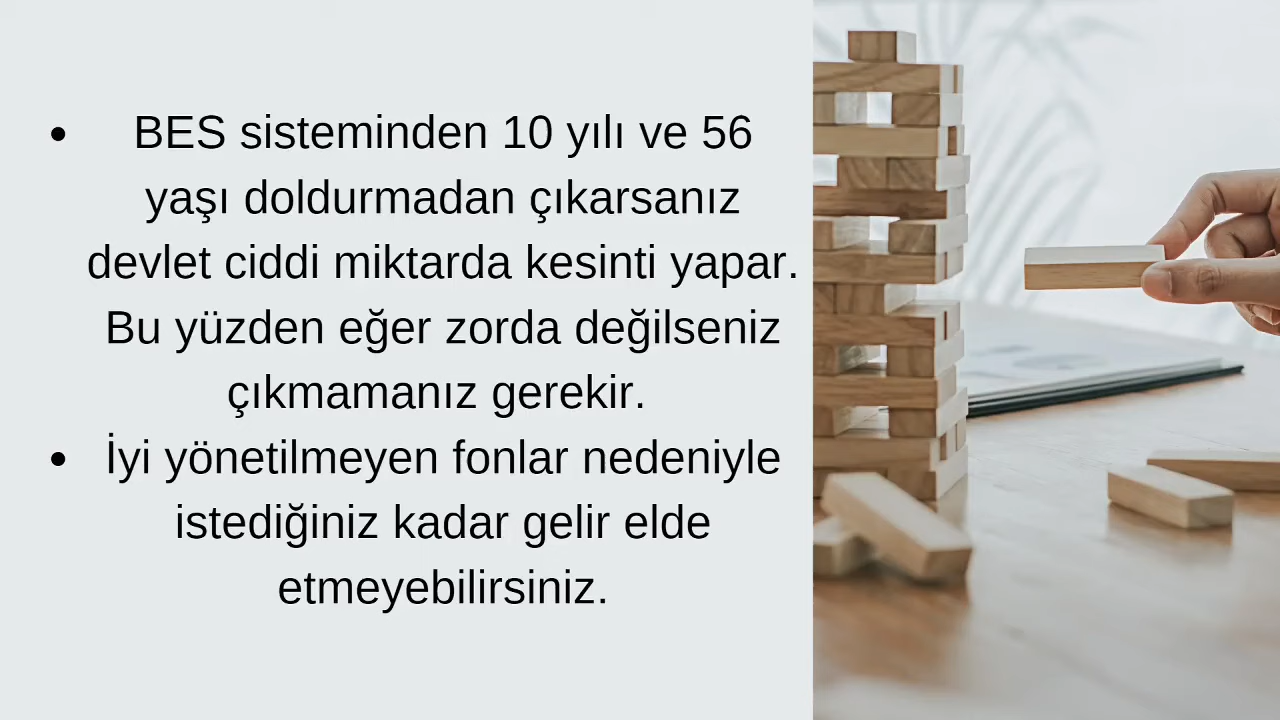 • BES sisteminden 10 yılı ve 56
yaşı doldurmadan çıkarsanız
devlet ciddi miktarda kesinti yapar.
Bu yüzden eğer zorda değilseniz
çıkmamanız gerekir.
• İyi yönetilmeyen fonlar nedeniyle
istediğiniz kadar gelir elde
etmeyebilirsiniz.